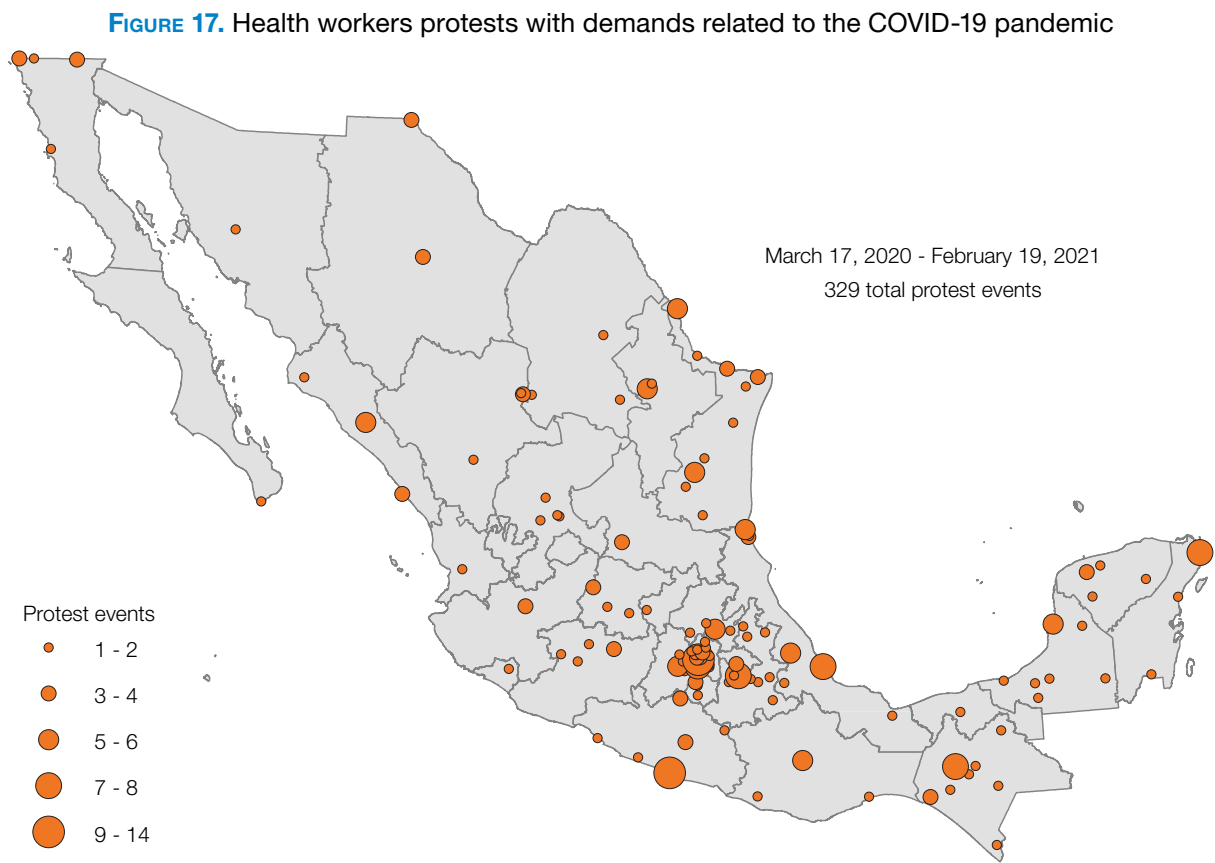 FIGURE 17. Health workers protests with demands related to the COVID-19 pandemic
March 17, 2020 - February 19, 2021
329 total protest events
Protest events
1 - 2
3 - 4
5 - 6
7 - 8
9 - 14